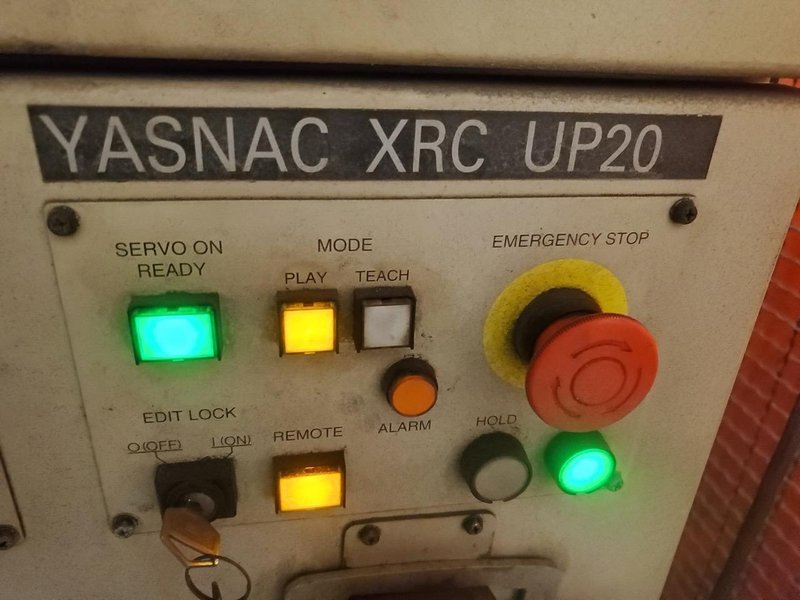 YASNAC XRC UP20
SERVO ON
READY
MODE
PLAY TEACH
EMERGENCY STOP
EDIT LOCK
O (OFF) I (ON)
REMOTE
ALARM
HOLD